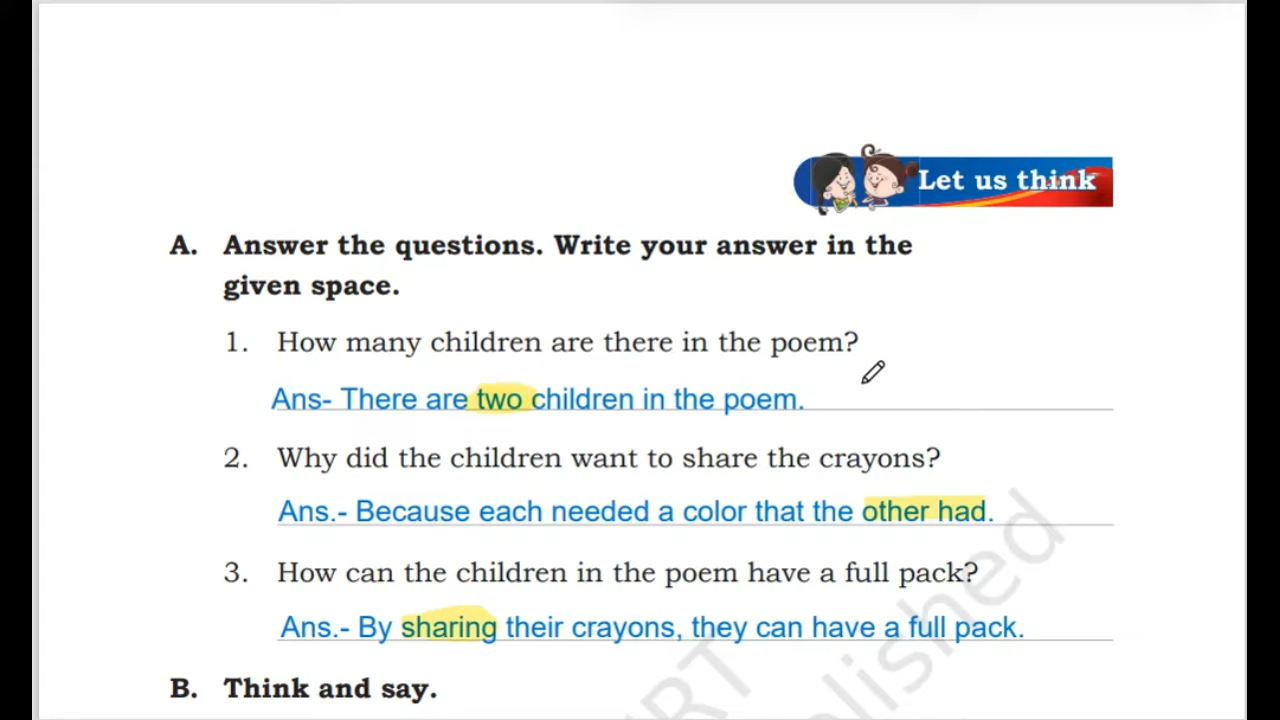 Let us think
A. Answer the questions. Write your answer in the
given space.
1. How many children are there in the poem?
Ans- There are two children in the poem.
2. Why did the children want to share the crayons?
Ans.- Because each needed a color that the other had.
3. How can the children in the poem have a full pack?
Ans.- By sharing their crayons, they can have a full pack.
B. Think and say.